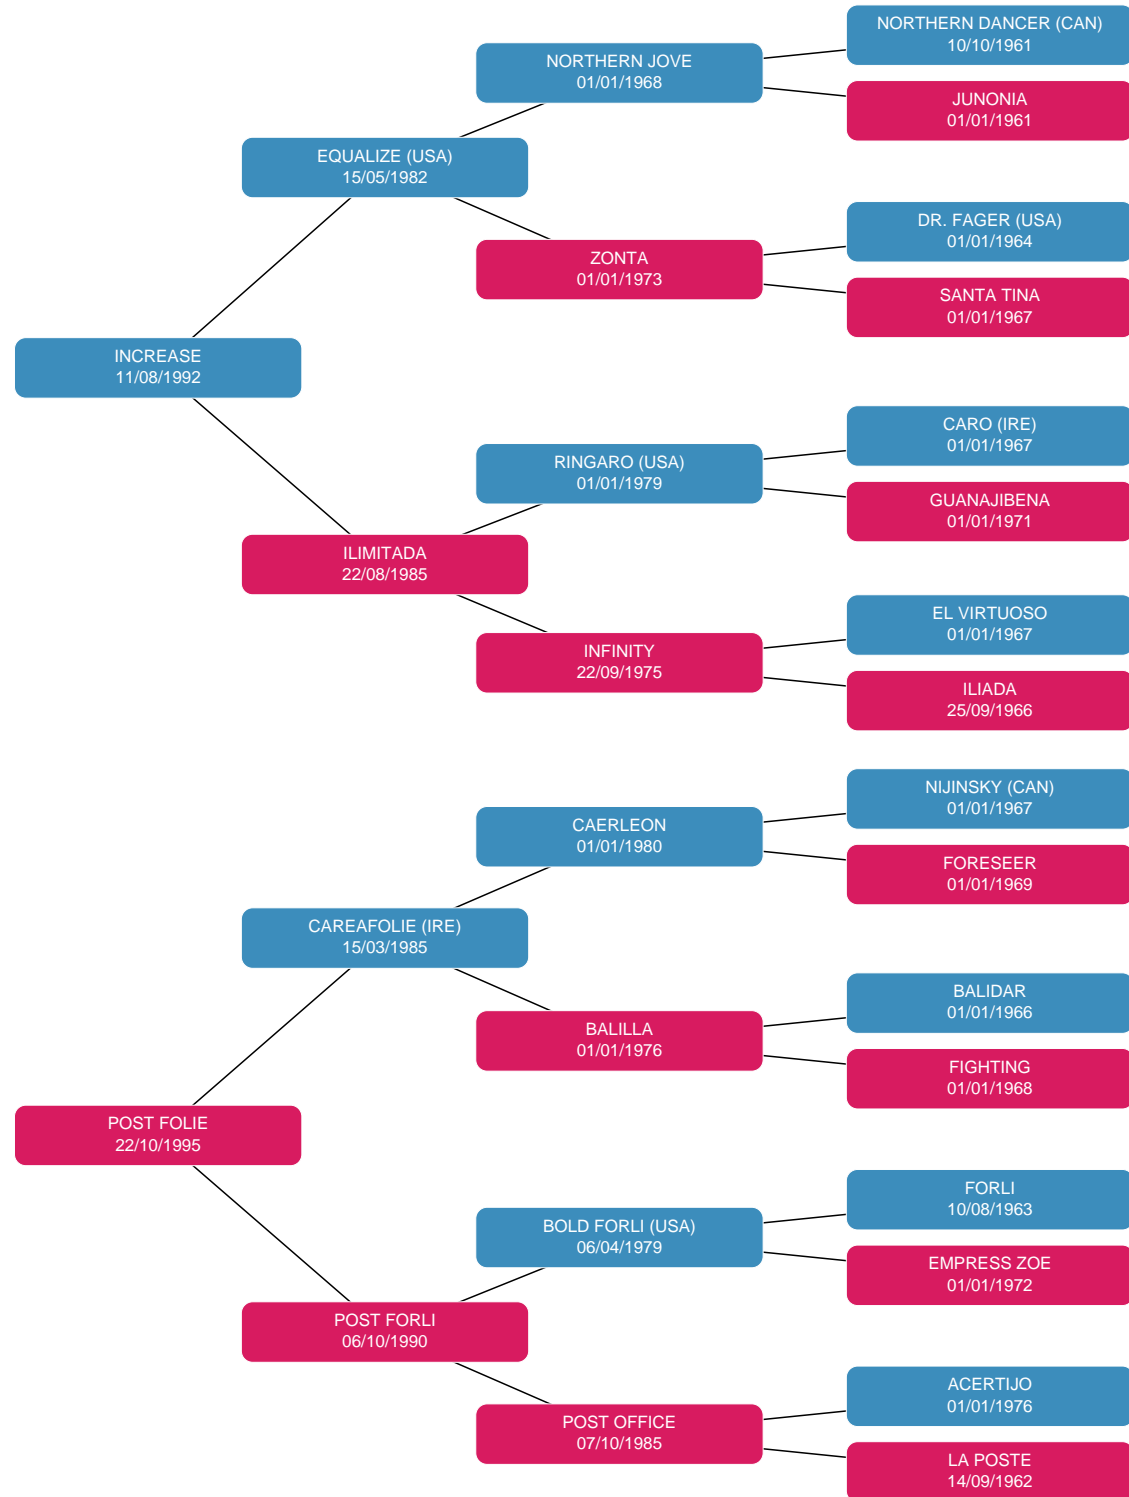 NORTHERN DANCER (CAN)
10/10/1961
NORTHERN JOVE
01/01/1968
JUNONIA
01/01/1961
EQUALIZE (USA)
15/05/1982
DR. FAGER (USA)
01/01/1964
ZONTA
01/01/1973
SANTA TINA
01/01/1967
INCREASE
11/08/1992
CARO (IRE)
01/01/1967
RINGARO (USA)
01/01/1979
GUANAJIBENA
01/01/1971
ILIMITADA
22/08/1985
EL VIRTUOSO
01/01/1967
INFINITY
22/09/1975
ILIADA
25/09/1966
NIJINSKY (CAN)
01/01/1967
CAERLEON
01/01/1980
FORESEER
01/01/1969
CAREAFOLIE (IRE)
15/03/1985
BALIDAR
01/01/1966
BALILLA
01/01/1976
FIGHTING
01/01/1968
POST FOLIE
22/10/1995
FORLI
10/08/1963
BOLD FORLI (USA)
06/04/1979
EMPRESS ZOE
01/01/1972
POST FORLI
06/10/1990
ACERTIJO
01/01/1976
POST OFFICE
07/10/1985
LA POSTE
14/09/1962